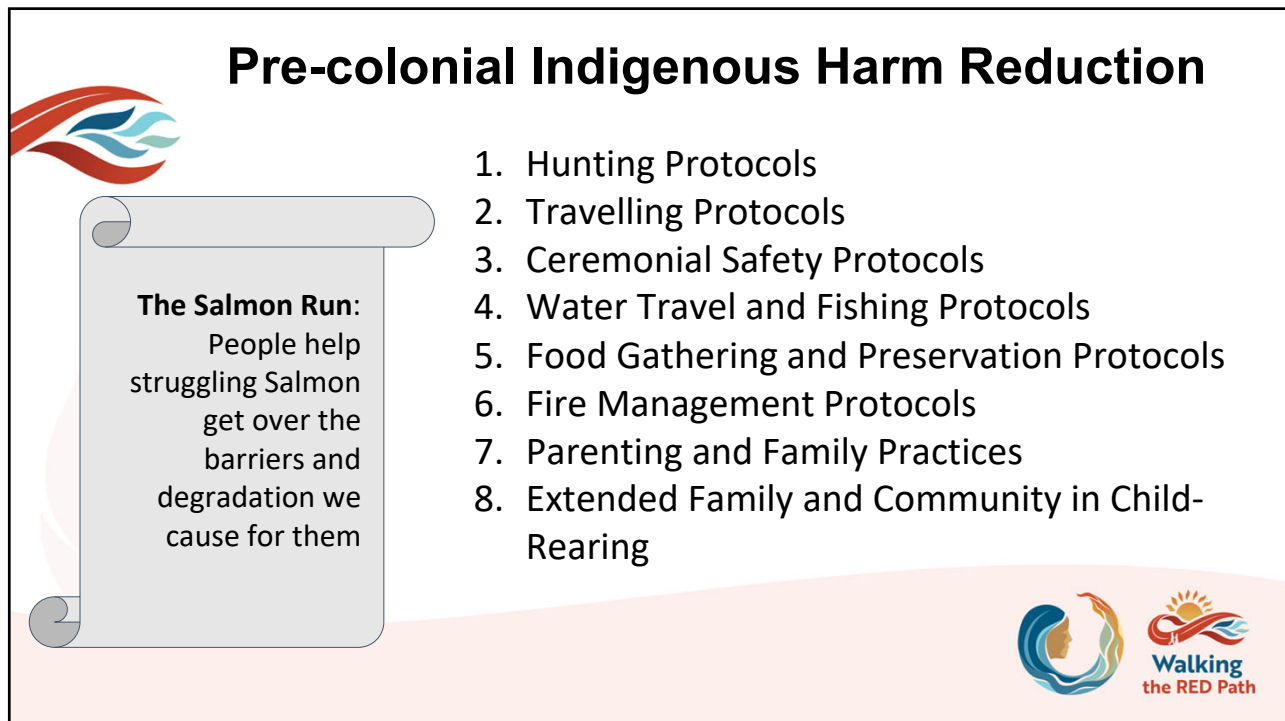 Pre-colonial Indigenous Harm Reduction
The Salmon Run:
People help
struggling Salmon
get over the
barriers and
degradation we
cause for them
1. Hunting Protocols
2. Travelling Protocols
3. Ceremonial Safety Protocols
4. Water Travel and Fishing Protocols
5. Food Gathering and Preservation Protocols
6. Fire Management Protocols
7. Parenting and Family Practices
8. Extended Family and Community in Child-
Rearing
Walking
the RED Path